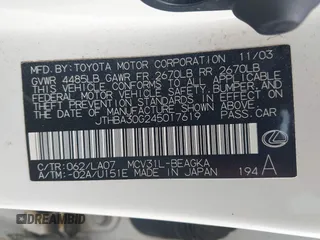 MFD. BY: TOYOTA MOTOR CORPORATION 11/03
GVWR 4485LB GAWR FR 2670LB RR 2670LB
THIS VEHICLE CONFORMS TO ALL APPLICABLE
FEDERAL MOTOR VEHICLE SAFETY, BUMPER, AND
THEFT PREVENTION STANDARDS IN EFFECT ON
THE DATE OF MANUFACTURE SHOWN ABOVE.
JTHBA30G245017619 PASS. CAR
C/TR: 062/LA07 MCV31L-BEAGKA
A/TM: -02A/U151E MADE IN JAPAN 194 A
LEXUS
BIDFAX